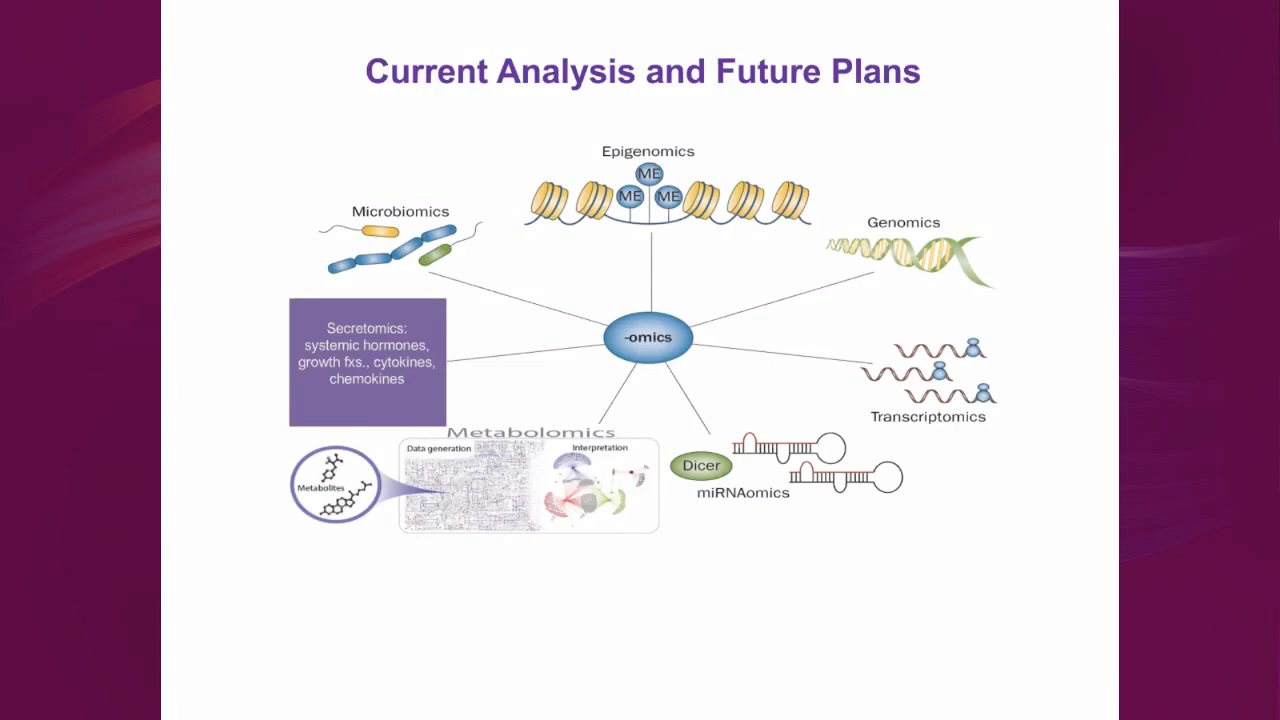 Current Analysis and Future Plans
Epigenomics
ME
ME
ME
Microbiomics
Genomics
Secretomics:
systemic hormones,
growth fxs., cytokines,
chemokines
-omics
Transcriptomics
Metabolomics
Data generation
Interpretation
Metabolites
Dicer
miRNAomics